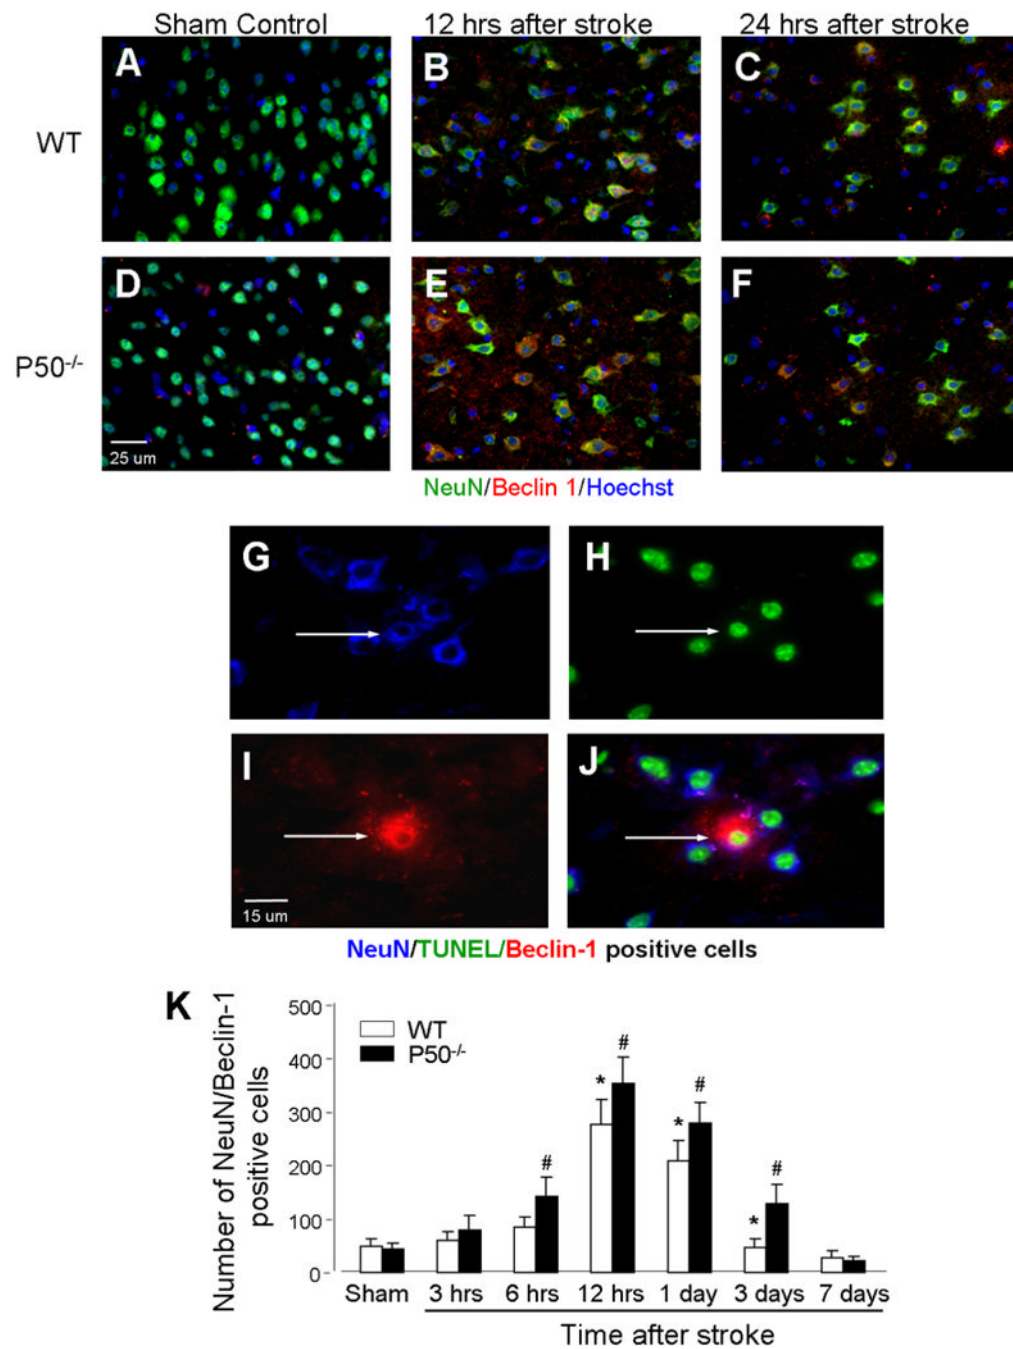 Sham Control 12 hrs after stroke 24 hrs after stroke
WT
A B C
P50-/-
D E F
25 um
NeuN/Beclin 1/Hoechst
G H
I J
15 um
NeuN/TUNEL/Beclin-1 positive cells
K
Number of NeuN/Beclin-1
positive cells
500
400
300
200
100
0
WT
P50-/-
# * # * # * #
Sham 3 hrs 6 hrs 12 hrs 1 day 3 days 7 days
Time after stroke